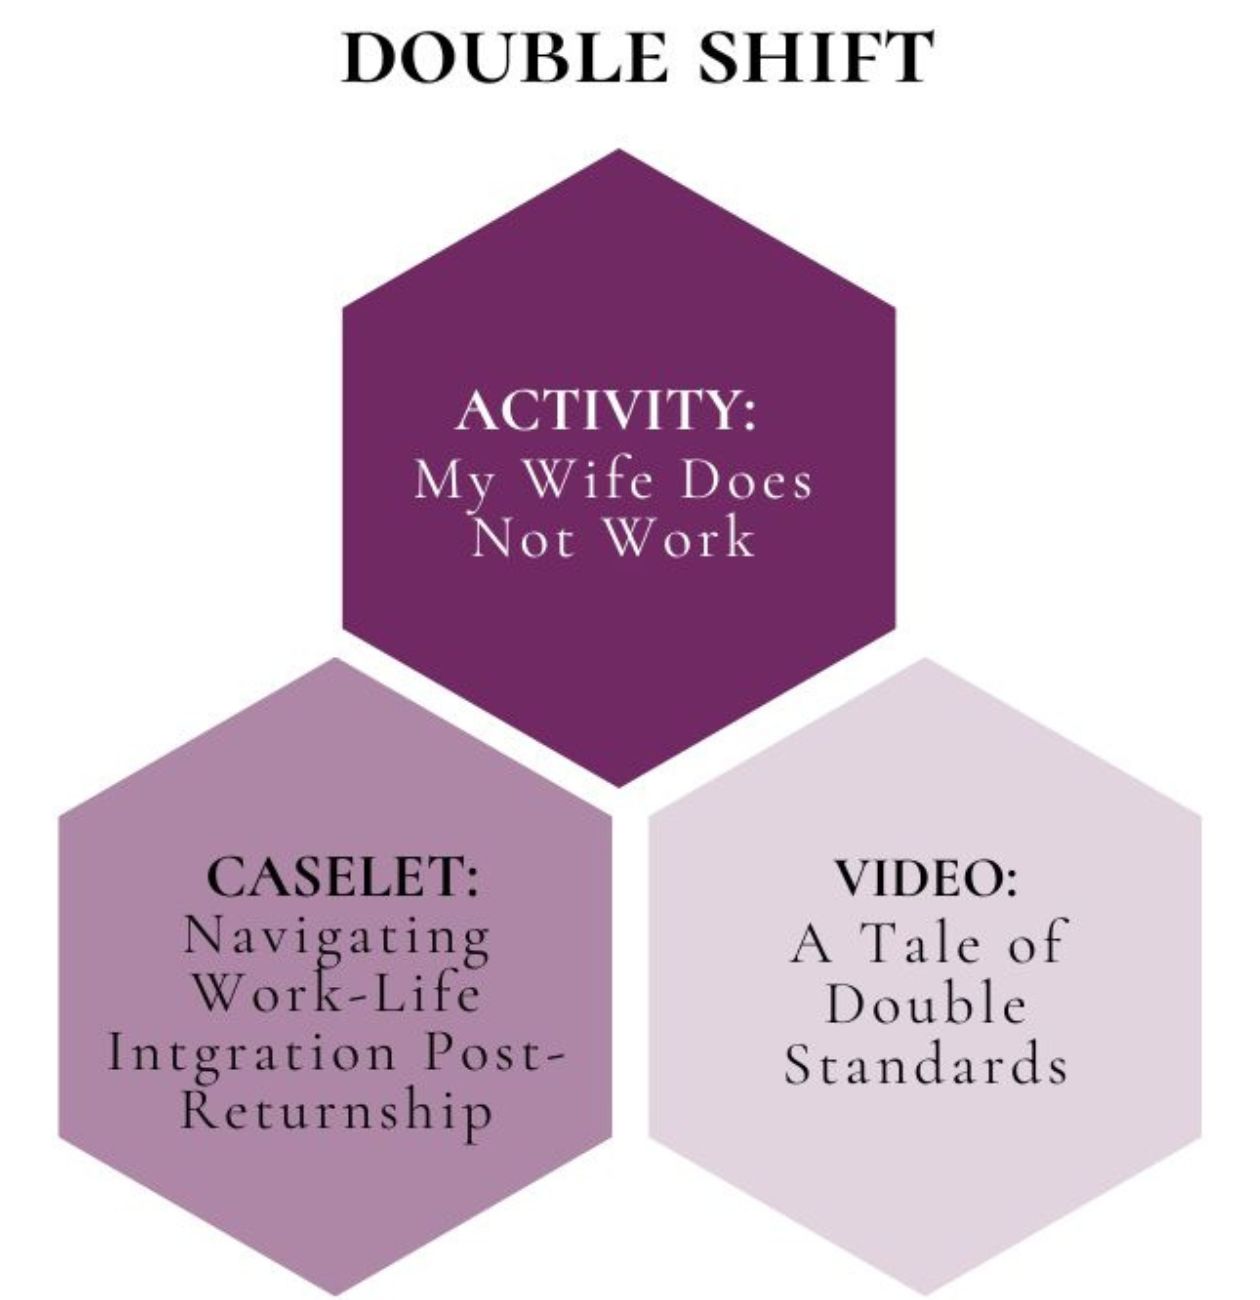 DOUBLE SHIFT
ACTIVITY:
My Wife Does
Not Work
CASELET:
Navigating
Work-Life
Intgration Post-
Returnship
VIDEO:
A Tale of
Double
Standards